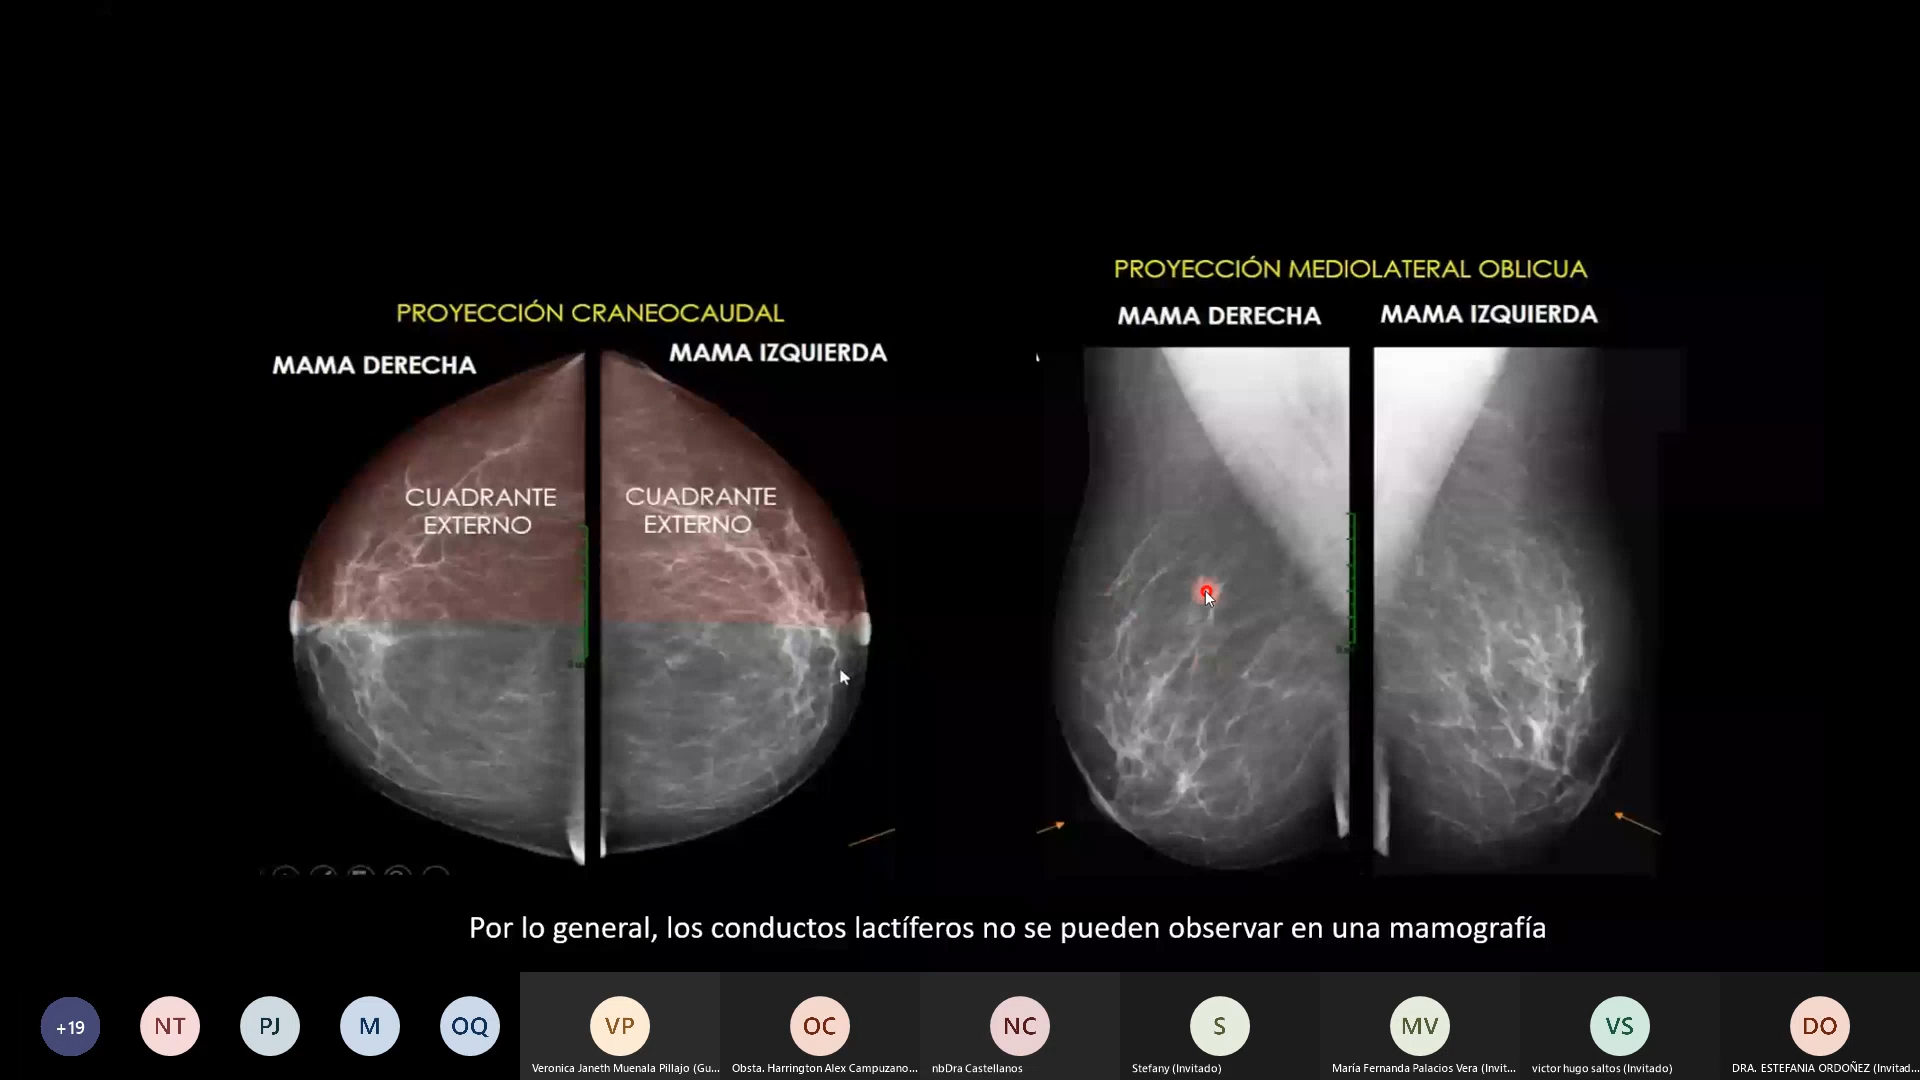 PROYECCIÓN CRANEOCAUDAL
MAMA DERECHA
MAMA IZQUIERDA
CUADRANTE
EXTERNO
CUADRANTE
EXTERNO
PROYECCIÓN MEDIOLATERAL OBLICUA
MAMA DERECHA
MAMA IZQUIERDA
Por lo general, los conductos lactíferos no se pueden observar en una mamografía
+19
NT
PJ
M
OQ
VP
OC
NC
S
MV
VS
DO
Veronica Janeth Muenala Pillajo (Gu...
Obsta. Harrington Alex Campuzano...
nbDra Castellanos
Stefany (Invitado)
María Fernanda Palacios Vera (Invit...
victor hugo saltos (Invitado)
DRA. ESTEFANIA ORDOÑEZ (Invitad...